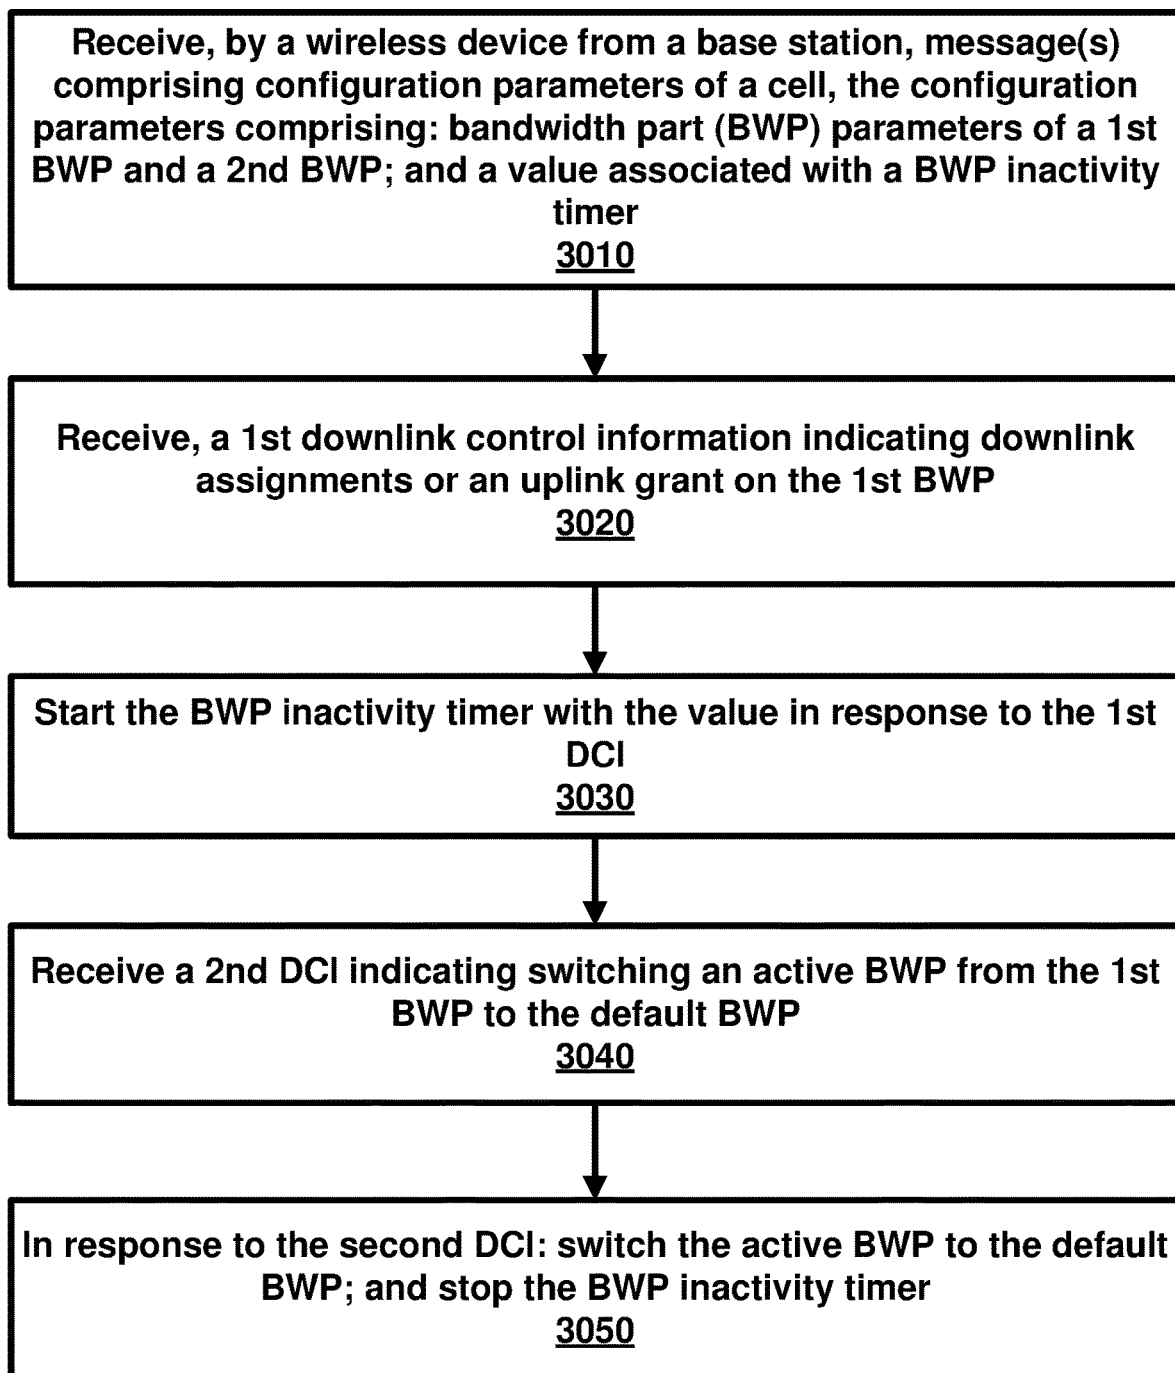 Receive, by a wireless device from a base station, message(s)
comprising configuration parameters of a cell, the configuration
parameters comprising: bandwidth part (BWP) parameters of a 1st
BWP and a 2nd BWP; and a value associated with a BWP inactivity
timer
3010
Receive, a 1st downlink control information indicating downlink
assignments or an uplink grant on the 1st BWP
3020
Start the BWP inactivity timer with the value in response to the 1st
DCI
3030
Receive a 2nd DCI indicating switching an active BWP from the 1st
BWP to the default BWP
3040
In response to the second DCI: switch the active BWP to the default
BWP; and stop the BWP inactivity timer
3050